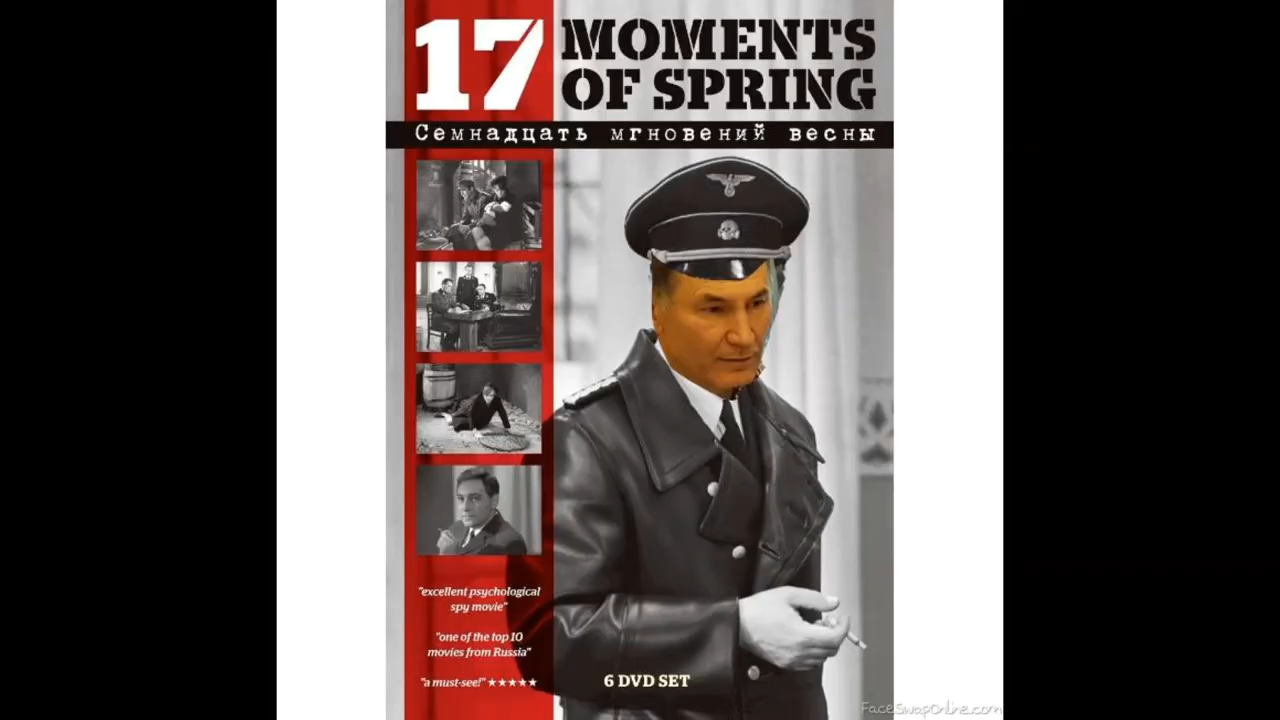 17 MOMENTS
OF SPRING
Семнадцать мгновений весны
"excellent psychological
spy movie"
"one of the top 10
movies from Russia"
"a must-see!" ★★★★★
6 DVD SET
FaceSwapOnline.com